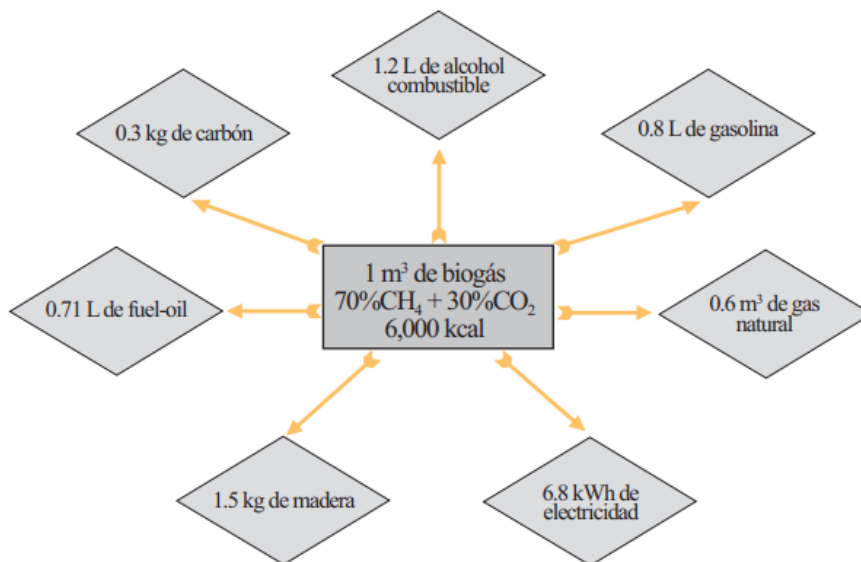 1.2 L de alcohol
combustible
0.3 kg de carbón
0.8 L de gasolina
1 m³ de biogás
70%CH₄ + 30%CO₂
6,000 kcal
0.71 L de fuel-oil
0.6 m³ de gas
natural
1.5 kg de madera
6.8 kWh de
electricidad